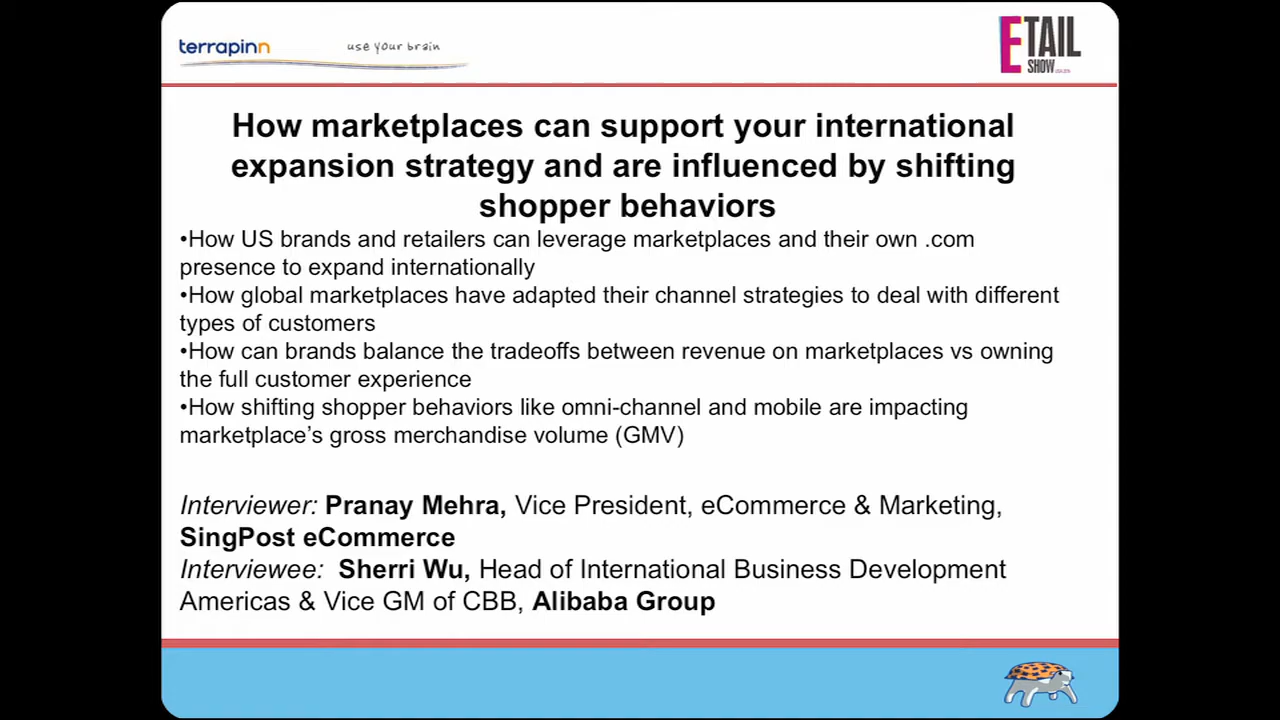 terrapinn
use your brain
ETAIL
SHOW
How marketplaces can support your international
expansion strategy and are influenced by shifting
shopper behaviors
•How US brands and retailers can leverage marketplaces and their own .com
presence to expand internationally
•How global marketplaces have adapted their channel strategies to deal with different
types of customers
•How can brands balance the tradeoffs between revenue on marketplaces vs owning
the full customer experience
•How shifting shopper behaviors like omni-channel and mobile are impacting
marketplace’s gross merchandise volume (GMV)
Interviewer: Pranay Mehra, Vice President, eCommerce & Marketing,
SingPost eCommerce
Interviewee: Sherri Wu, Head of International Business Development
Americas & Vice GM of CBB, Alibaba Group